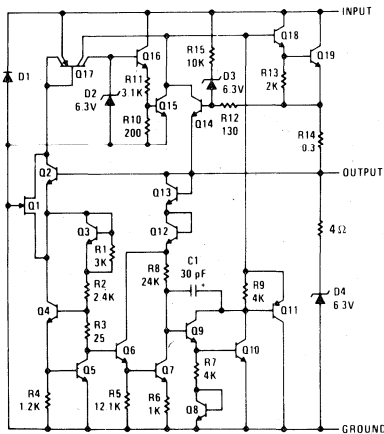 INPUT
Q18
Q16
R15
10K
Q19
D1
Q17
R11
1.1K
D3
6.3V
R13
2K
D2
6.3V
3
Q15
R10
200
Q14
R12
130
R14
0.3
Q2
OUTPUT
Q1
Q13
Q3
R1
3K
Q12
4Ω
C1
30 pF
R2
2.4K
R8
24K
R9
4K
D4
6.3V
Q4
R3
25
Q6
Q9
Q11
Q5
Q7
R7
4K
Q10
R4
1.2K
R5
12.1K
R6
1K
Q8
GROUND